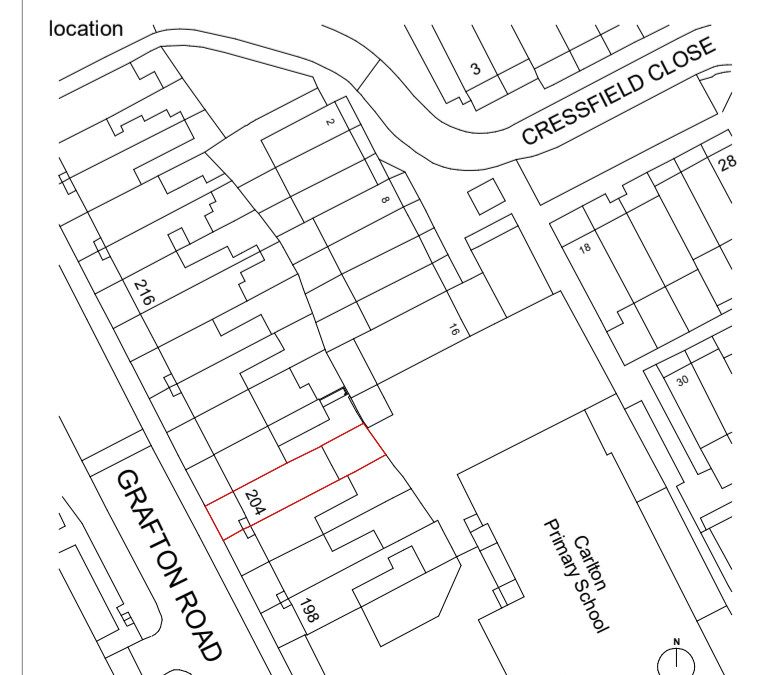 location
3
CRESSFIELD CLOSE
2
28
8
18
216
16
30
204
GRAFTON ROAD
Carlton
Primary School
198
N